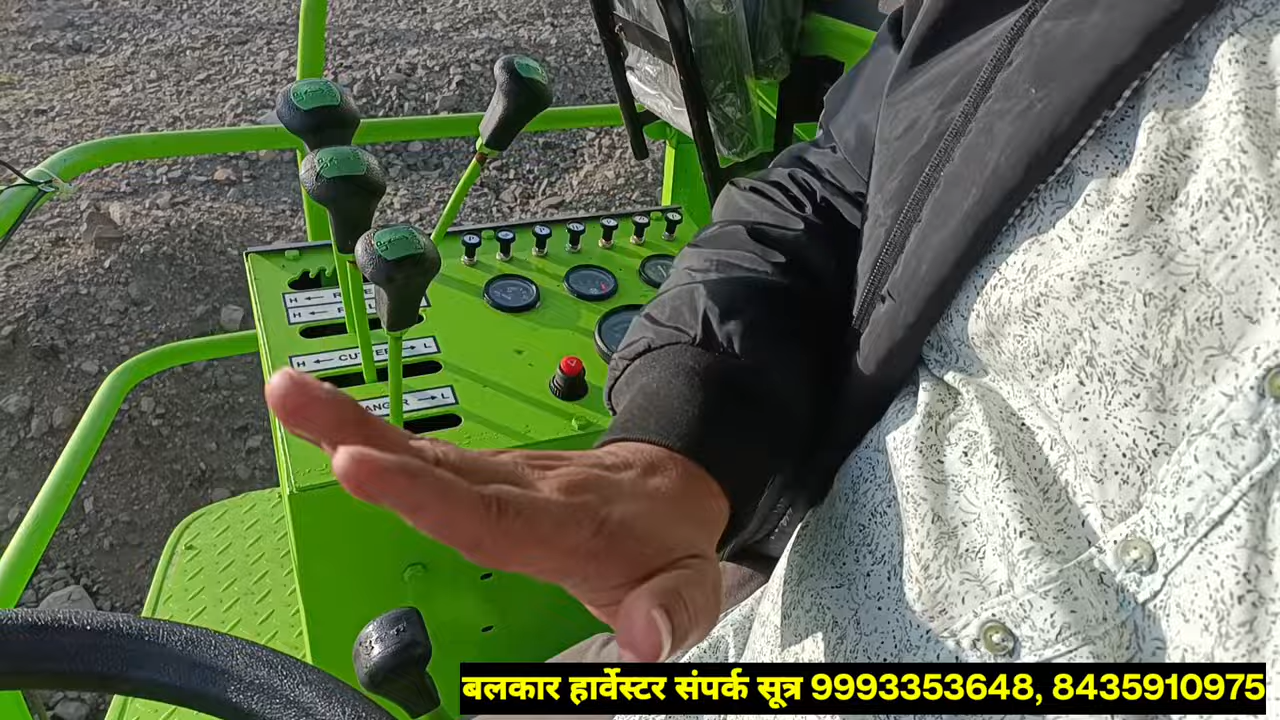 H ← R
H ← F
H ← CUTTER → L
→ L
बलकार हार्वेस्टर संपर्क सूत्र 9993353648, 8435910975